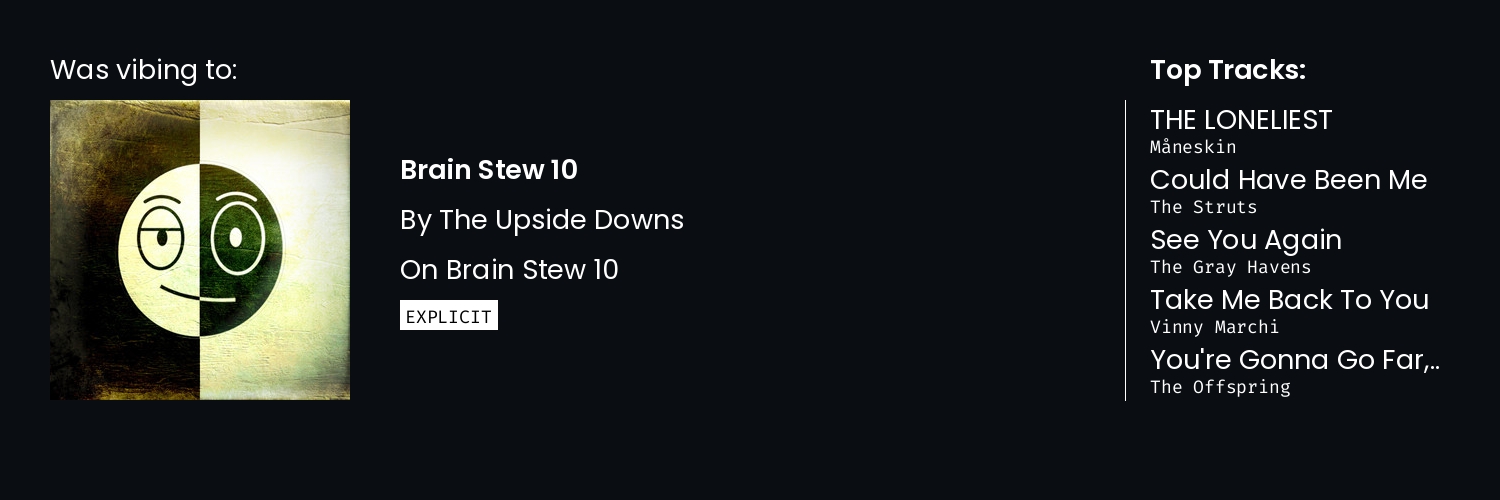 Was vibing to:
Brain Stew 10
By The Upside Downs
On Brain Stew 10
EXPLICIT
Top Tracks:
THE LONELIEST
Måneskin
Could Have Been Me
The Struts
See You Again
The Gray Havens
Take Me Back To You
Vinny Marchi
You're Gonna Go Far,..
The Offspring